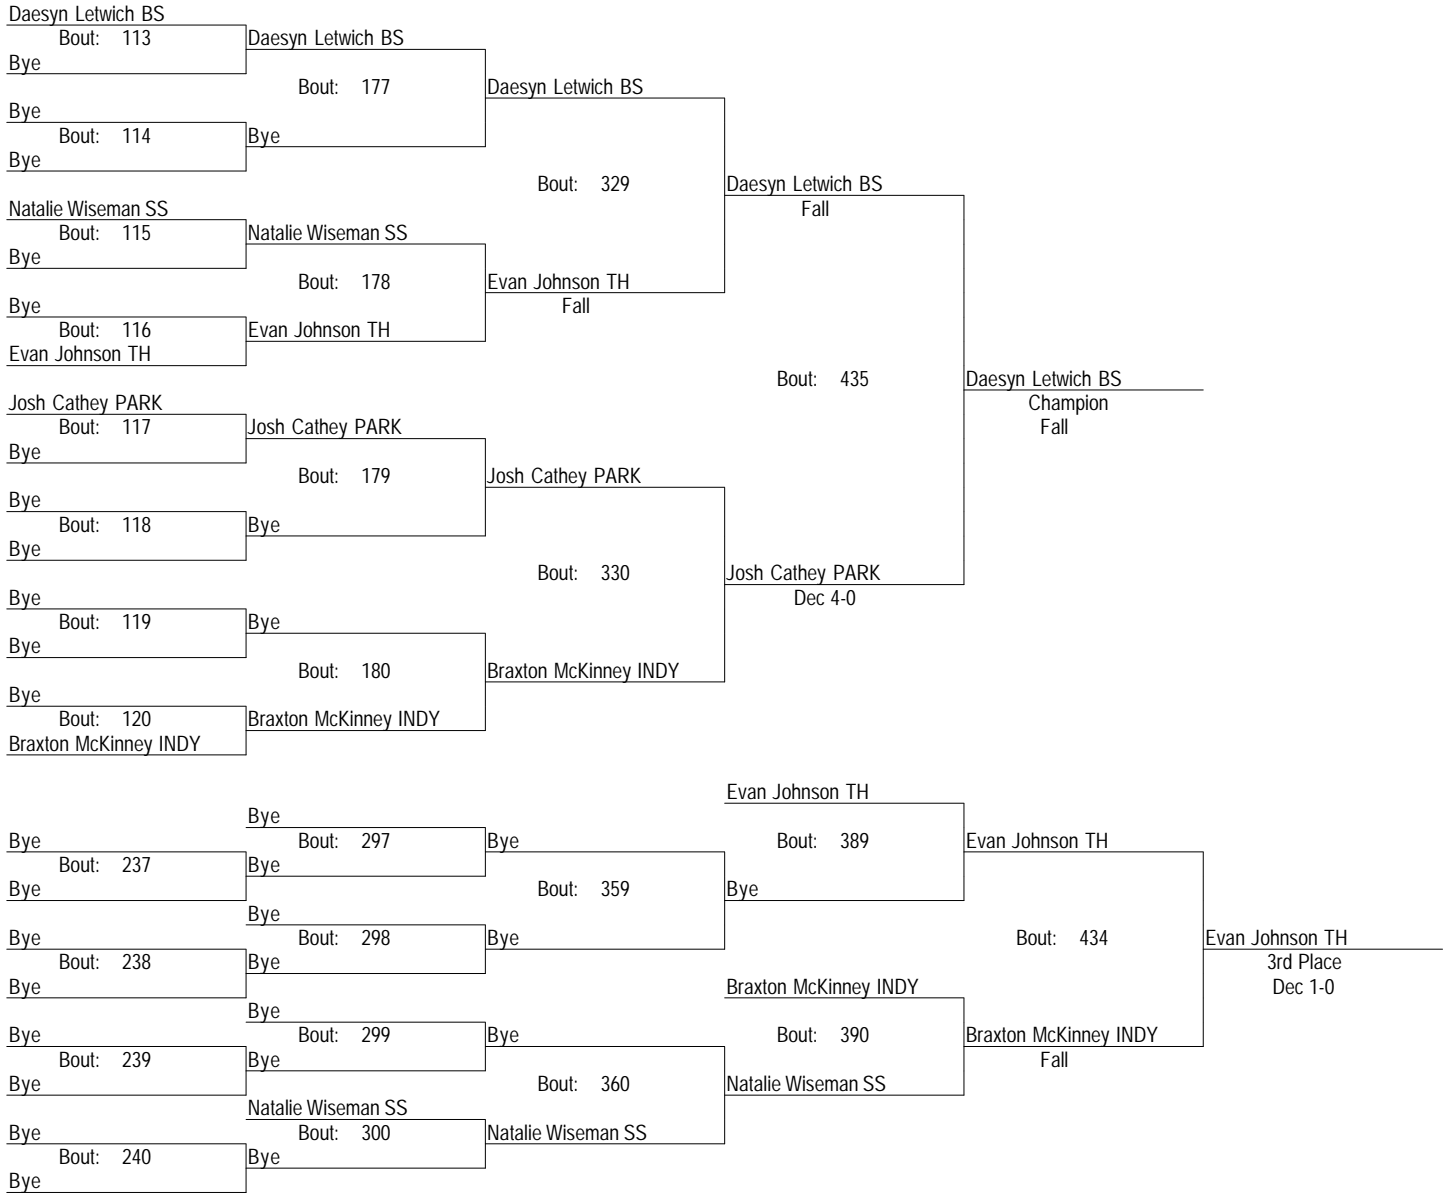 Daesyn Letwich BS
Bout: 113 Daesyn Letwich BS
Bye
Bout: 177 Daesyn Letwich BS
Bye
Bout: 114 Bye
Bye
Bout: 329 Daesyn Letwich BS
Natalie Wiseman SS Fall
Bout: 115 Natalie Wiseman SS
Bye
Bout: 178 Evan Johnson TH
Bye Fall
Bout: 116 Evan Johnson TH
Evan Johnson TH
Bout: 435 Daesyn Letwich BS
Josh Cathey PARK Champion
Bout: 117 Josh Cathey PARK Fall
Bye
Bout: 179 Josh Cathey PARK
Bye
Bout: 118 Bye
Bye
Bout: 330 Josh Cathey PARK
Bye Dec 4-0
Bout: 119 Bye
Bye
Bout: 180 Braxton McKinney INDY
Bye
Bout: 120 Braxton McKinney INDY
Braxton McKinney INDY
Evan Johnson TH
Bye
Bye Bout: 297 Bye Bout: 389 Evan Johnson TH
Bout: 237 Bye
Bye Bout: 359 Bye
Bye
Bye Bout: 298 Bye Bout: 434 Evan Johnson TH
Bout: 238 Bye 3rd Place
Bye Braxton McKinney INDY Dec 1-0
Bye
Bye Bout: 299 Bye Bout: 390 Braxton McKinney INDY
Bout: 239 Bye Fall
Bye Bout: 360 Natalie Wiseman SS
Natalie Wiseman SS
Bye Bout: 300 Natalie Wiseman SS
Bout: 240 Bye
Bye